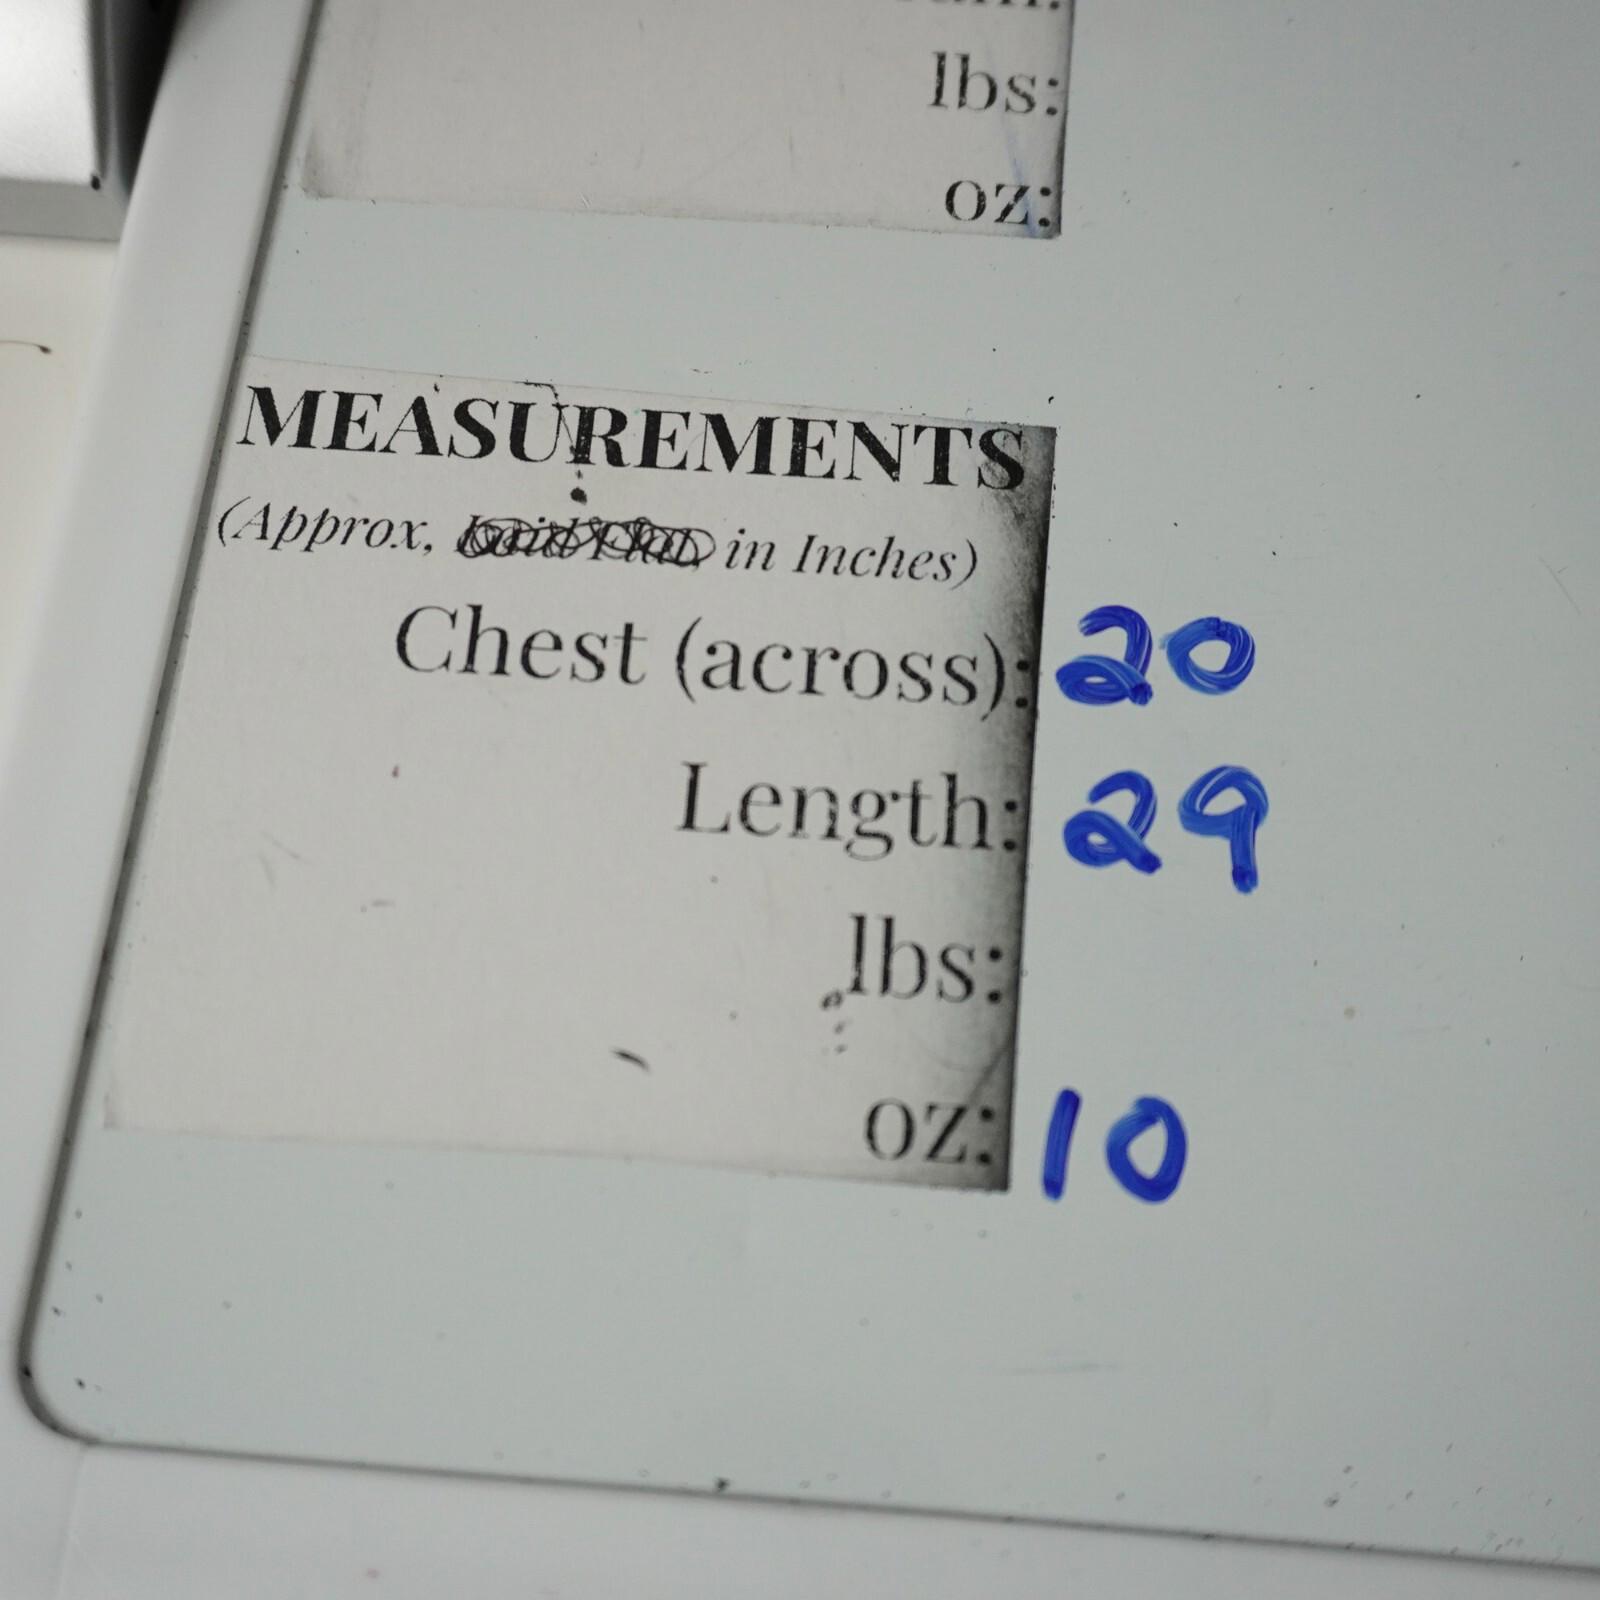 lbs:
oz:
MEASUREMENTS
(Approx, in Inches)
Chest (across): 20
Length: 29
lbs:
oz: 10